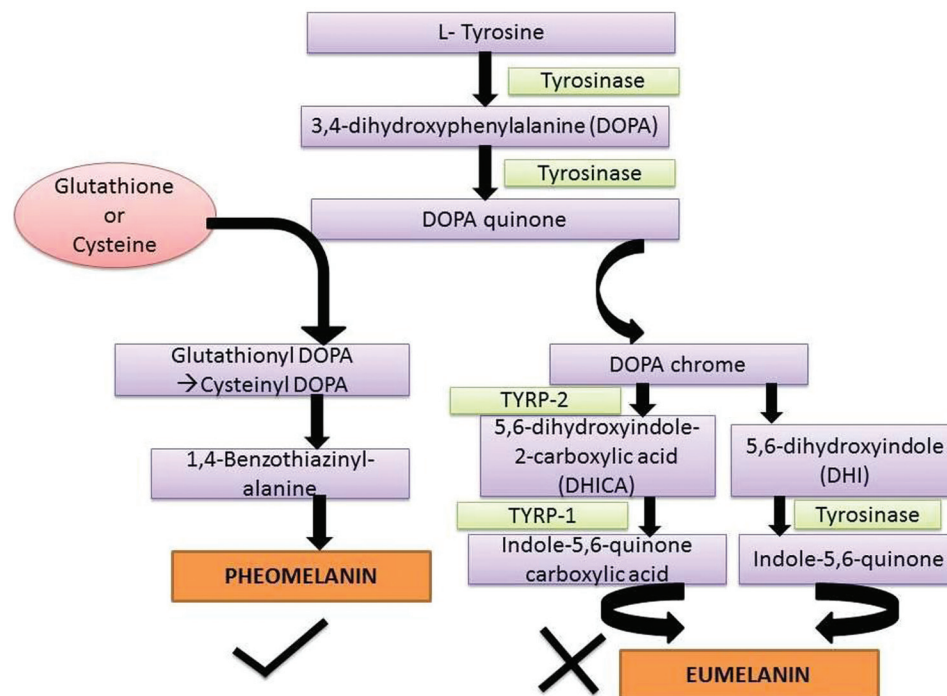 L- Tyrosine
Tyrosinase
3,4-dihydroxyphenylalanine (DOPA)
Tyrosinase
Glutathione
or
Cysteine
DOPA quinone
Glutathionyl DOPA
→Cysteinyl DOPA
1,4-Benzothiazinyl-
alanine
PHEOMELANIN
DOPA chrome
TYRP-2
5,6-dihydroxyindole-
2-carboxylic acid
(DHICA)
5,6-dihydroxyindole
(DHI)
TYRP-1
Tyrosinase
Indole-5,6-quinone
carboxylic acid
Indole-5,6-quinone
EUMELANIN